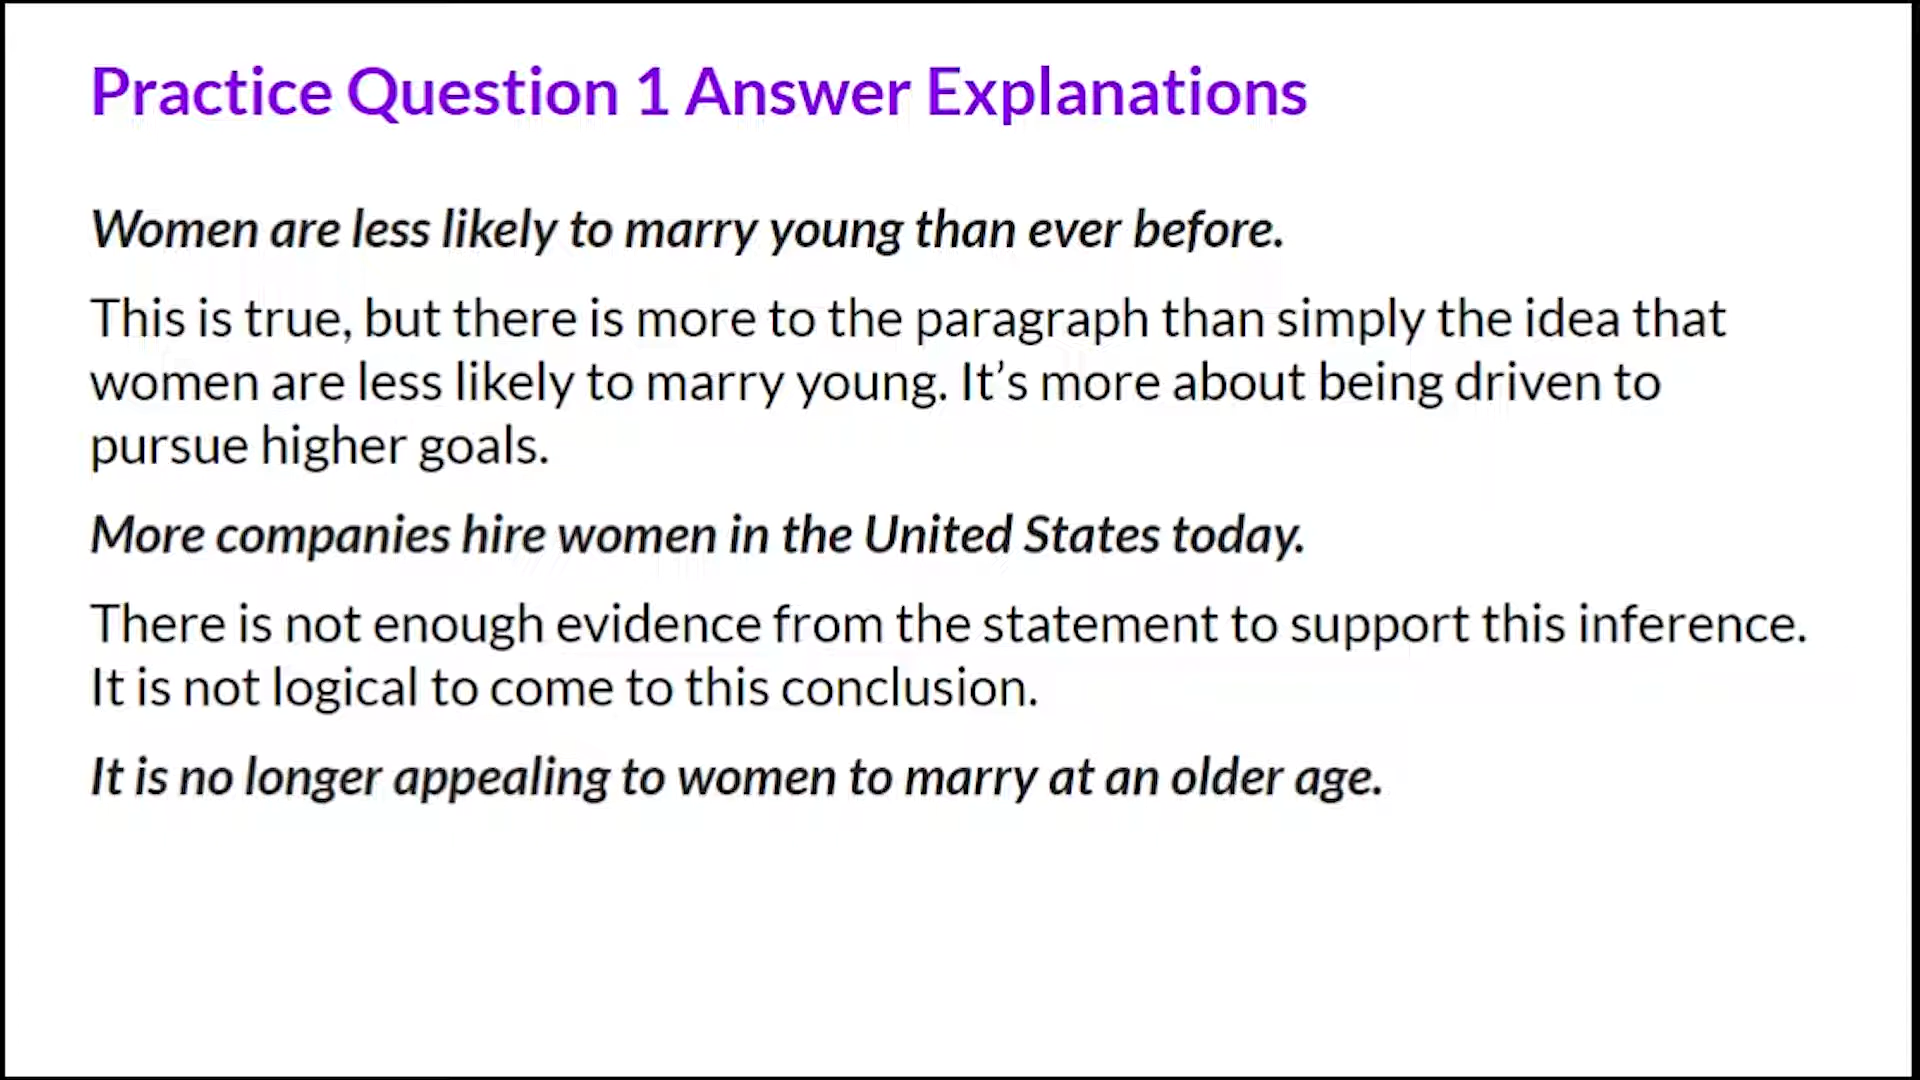 Practice Question 1 Answer Explanations
Women are less likely to marry young than ever before.
This is true, but there is more to the paragraph than simply the idea that
women are less likely to marry young. It’s more about being driven to
pursue higher goals.
More companies hire women in the United States today.
There is not enough evidence from the statement to support this inference.
It is not logical to come to this conclusion.
It is no longer appealing to women to marry at an older age.